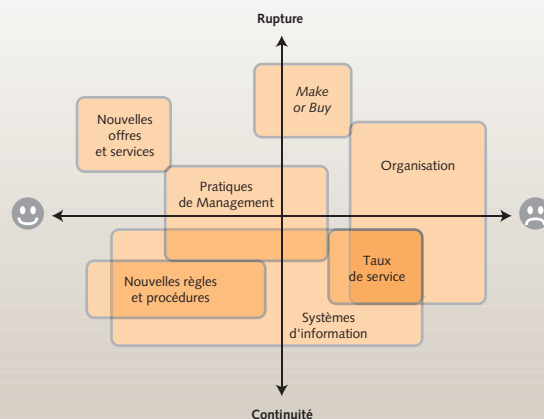 Rupture
Make
or Buy
Nouvelles
offres
et services
Organisation
Pratiques
de Management
Taux
de service
Nouvelles règles
et procédures
Systèmes
d'information
Continuité